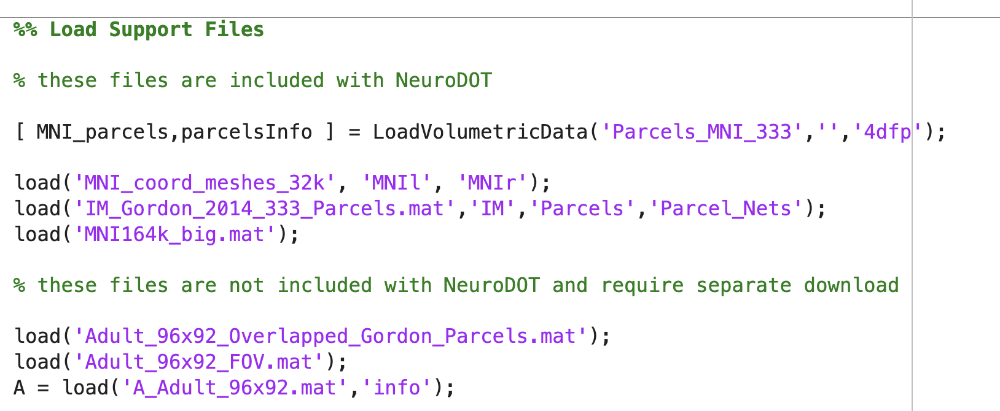 %% Load Support Files
% these files are included with NeuroDOT
[ MNI_parcels,parcelsInfo ] = LoadVolumetricData('Parcels_MNI_333','','4dfp');
load('MNI_coord_meshes_32k', 'MNIl', 'MNIr');
load('IM_Gordon_2014_333_Parcels.mat','IM','Parcels','Parcel_Nets');
load('MNI164k_big.mat');
% these files are not included with NeuroDOT and require separate download
load('Adult_96x92_Overlapped_Gordon_Parcels.mat');
load('Adult_96x92_FOV.mat');
A = load('A_Adult_96x92.mat','info');